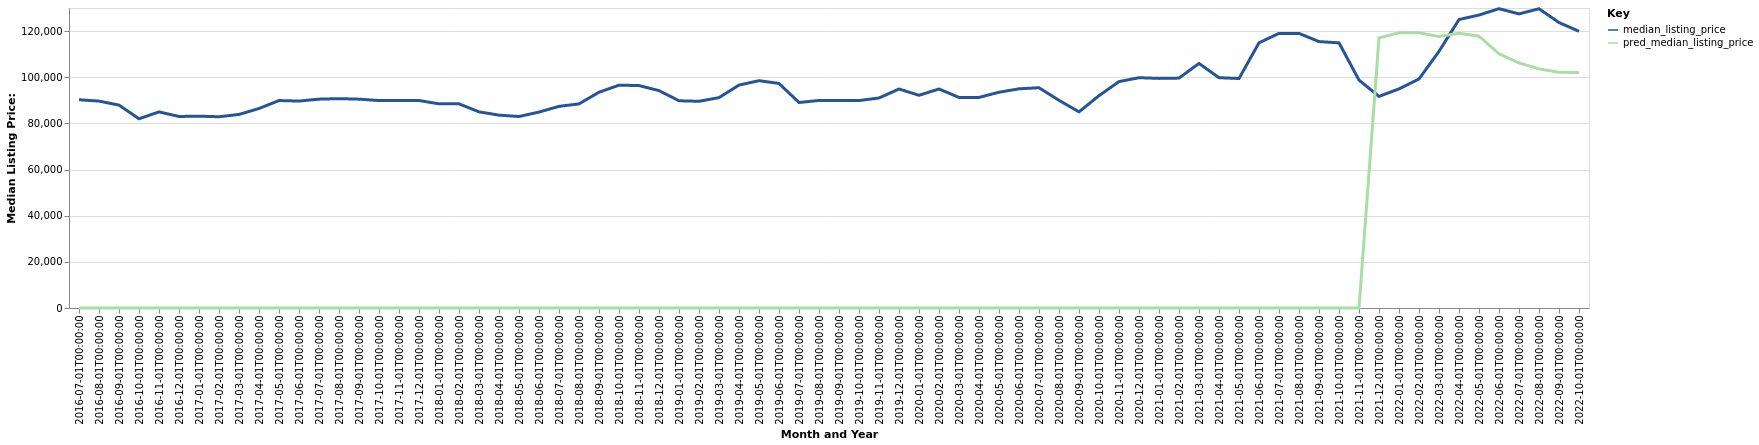 Median Listing Price:
120,000
100,000
80,000
60,000
40,000
20,000
0
2016-07-01T00:00:00
2016-08-01T00:00:00
2016-09-01T00:00:00
2016-10-01T00:00:00
2016-11-01T00:00:00
2016-12-01T00:00:00
2017-01-01T00:00:00
2017-02-01T00:00:00
2017-03-01T00:00:00
2017-04-01T00:00:00
2017-05-01T00:00:00
2017-06-01T00:00:00
2017-07-01T00:00:00
2017-08-01T00:00:00
2017-09-01T00:00:00
2017-10-01T00:00:00
2017-11-01T00:00:00
2017-12-01T00:00:00
2018-01-01T00:00:00
2018-02-01T00:00:00
2018-03-01T00:00:00
2018-04-01T00:00:00
2018-05-01T00:00:00
2018-06-01T00:00:00
2018-07-01T00:00:00
2018-08-01T00:00:00
2018-09-01T00:00:00
2018-10-01T00:00:00
2018-11-01T00:00:00
2018-12-01T00:00:00
2019-01-01T00:00:00
2019-02-01T00:00:00
2019-03-01T00:00:00
2019-04-01T00:00:00
2019-05-01T00:00:00
2019-06-01T00:00:00
2019-07-01T00:00:00
2019-08-01T00:00:00
2019-09-01T00:00:00
2019-10-01T00:00:00
2019-11-01T00:00:00
2019-12-01T00:00:00
2020-01-01T00:00:00
2020-02-01T00:00:00
2020-03-01T00:00:00
2020-04-01T00:00:00
2020-05-01T00:00:00
2020-06-01T00:00:00
2020-07-01T00:00:00
2020-08-01T00:00:00
2020-09-01T00:00:00
2020-10-01T00:00:00
2020-11-01T00:00:00
2020-12-01T00:00:00
2021-01-01T00:00:00
2021-02-01T00:00:00
2021-03-01T00:00:00
2021-04-01T00:00:00
2021-05-01T00:00:00
2021-06-01T00:00:00
2021-07-01T00:00:00
2021-08-01T00:00:00
2021-09-01T00:00:00
2021-10-01T00:00:00
2021-11-01T00:00:00
2021-12-01T00:00:00
2022-01-01T00:00:00
2022-02-01T00:00:00
2022-03-01T00:00:00
2022-04-01T00:00:00
2022-05-01T00:00:00
2022-06-01T00:00:00
2022-07-01T00:00:00
2022-08-01T00:00:00
2022-09-01T00:00:00
2022-10-01T00:00:00
Month and Year
Key
median_listing_price
pred_median_listing_price